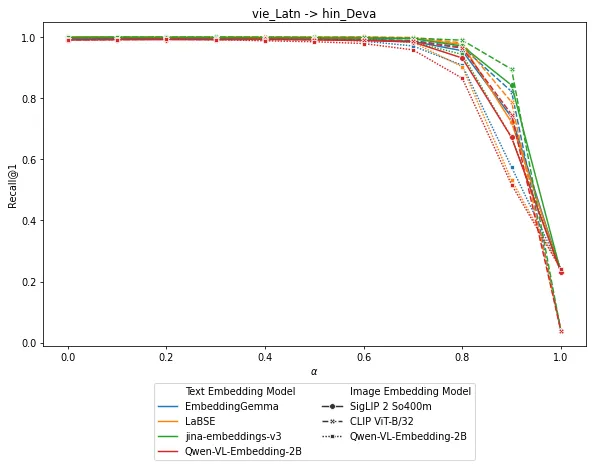 vie_Latn -> hin_Deva
1.0
0.8
0.6
0.4
0.2
0.0
Recall@1
0.0 0.2 0.4 0.6 0.8 1.0
α
Text Embedding Model
EmbeddingGemma
LaBSE
jina-embeddings-v3
Qwen-VL-Embedding-2B
Image Embedding Model
SigLIP 2 So400m
CLIP ViT-B/32
Qwen-VL-Embedding-2B